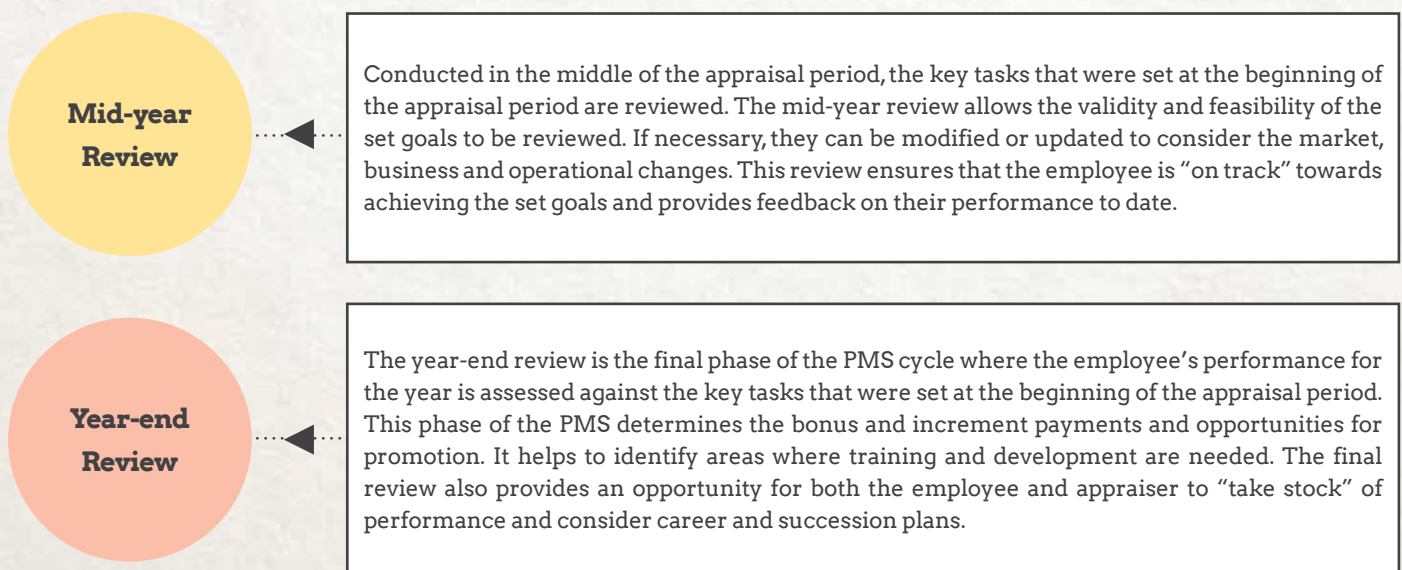 Mid-year
Review
Conducted in the middle of the appraisal period, the key tasks that were set at the beginning of
the appraisal period are reviewed. The mid-year review allows the validity and feasibility of the
set goals to be reviewed. If necessary, they can be modified or updated to consider the market,
business and operational changes. This review ensures that the employee is “on track” towards
achieving the set goals and provides feedback on their performance to date.
Year-end
Review
The year-end review is the final phase of the PMS cycle where the employee’s performance for
the year is assessed against the key tasks that were set at the beginning of the appraisal period.
This phase of the PMS determines the bonus and increment payments and opportunities for
promotion. It helps to identify areas where training and development are needed. The final
review also provides an opportunity for both the employee and appraiser to “take stock” of
performance and consider career and succession plans.